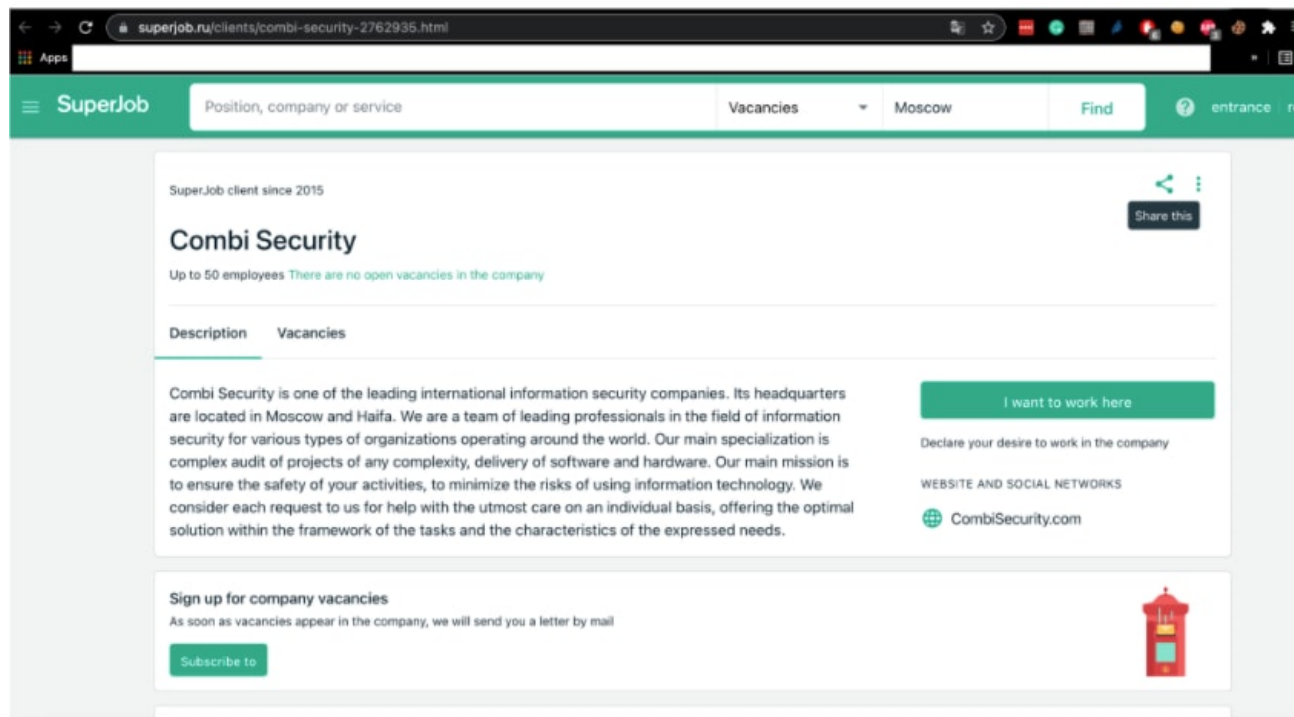 superjob.ru/clients/combi-security-2762935.html
Apps
SuperJob
Position, company or service
Vacancies
Moscow
Find
entrance
SuperJob client since 2015
Share this
Combi Security
Up to 50 employees There are no open vacancies in the company
Description Vacancies
Combi Security is one of the leading international information security companies. Its headquarters
are located in Moscow and Haifa. We are a team of leading professionals in the field of information
security for various types of organizations operating around the world. Our main specialization is
complex audit of projects of any complexity, delivery of software and hardware. Our main mission is
to ensure the safety of your activities, to minimize the risks of using information technology. We
consider each request to us for help with the utmost care on an individual basis, offering the optimal
solution within the framework of the tasks and the characteristics of the expressed needs.
I want to work here
Declare your desire to work in the company
WEBSITE AND SOCIAL NETWORKS
CombiSecurity.com
Sign up for company vacancies
As soon as vacancies appear in the company, we will send you a letter by mail
Subscribe to